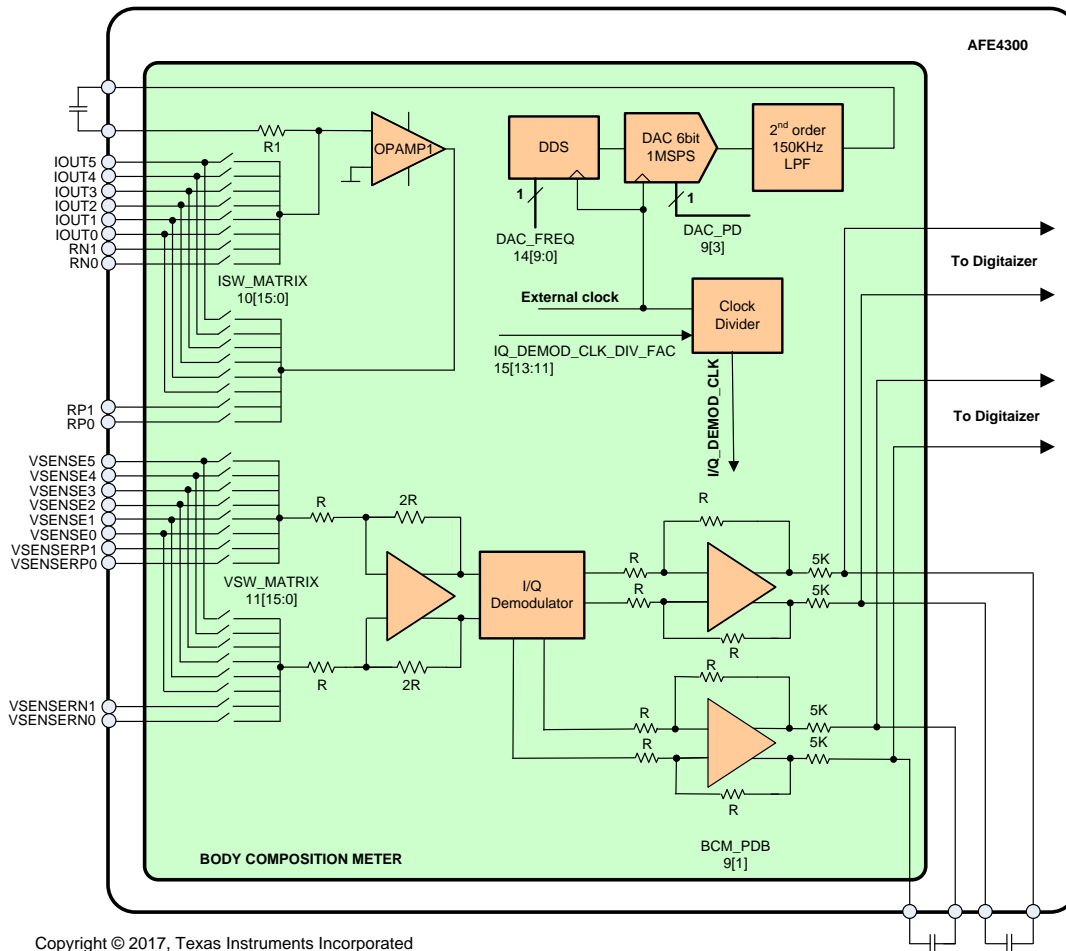 AFE4300
R1
OPAMP1
DDS
DAC 6bit
1MSPS
2nd order
150KHz
LPF
1
1
DAC_FREQ
14[9:0]
DAC_PD
9[3]
IOUT5
IOUT4
IOUT3
IOUT2
IOUT1
IOUT0
RN1
RN0
ISW_MATRIX
10[15:0]
To Digitaizer
External clock
Clock
Divider
IQ_DEMOD_CLK_DIV_FAC
15[13:11]
I/Q_DEMOD_CLK
RP1
RP0
To Digitaizer
VSENSE5
VSENSE4
VSENSE3
VSENSE2
VSENSE1
VSENSE0
VSENSERP1
VSENSERP0
VSW_MATRIX
11[15:0]
R
2R
R
2R
I/Q
Demodulator
R
R
R
R
5K
5K
VSENSERN1
VSENSERN0
R
R
R
R
5K
5K
BCM_PDB
9[1]
BODY COMPOSITION METER
Copyright © 2017, Texas Instruments Incorporated